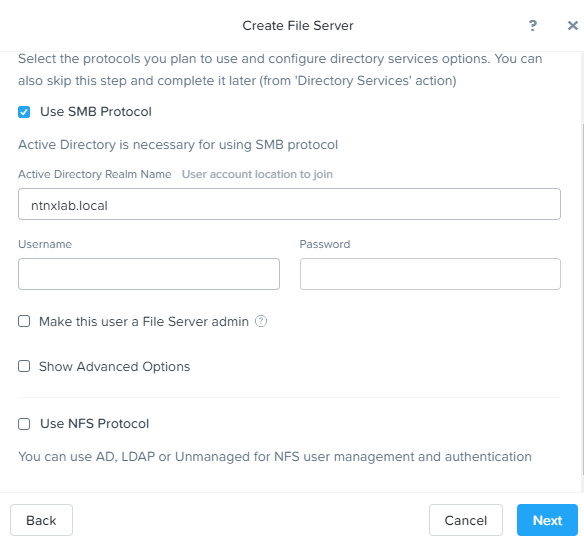 Create File Server ? ×
Select the protocols you plan to use and configure directory services options. You can
also skip this step and complete it later (from 'Directory Services' action)
Use SMB Protocol
Active Directory is necessary for using SMB protocol
Active Directory Realm Name User account location to join
ntnxlab.local
Username Password
Make this user a File Server admin ?
Show Advanced Options
Use NFS Protocol
You can use AD, LDAP or Unmanaged for NFS user management and authentication
Back Cancel Next